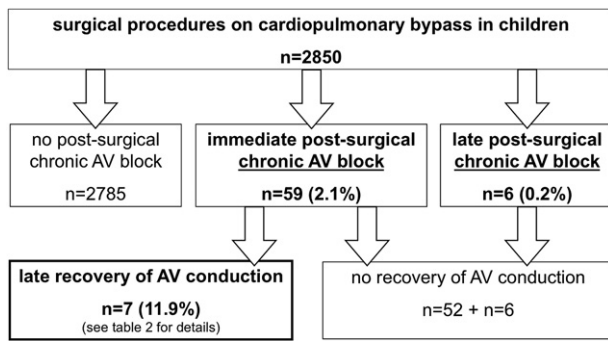 surgical procedures on cardiopulmonary bypass in children
n=2850
no post-surgical
chronic AV block
n=2785
immediate post-surgical
chronic AV block
n=59 (2.1%)
late post-surgical
chronic AV block
n=6 (0.2%)
late recovery of AV conduction
n=7 (11.9%)
(see table 2 for details)
no recovery of AV conduction
n=52 + n=6